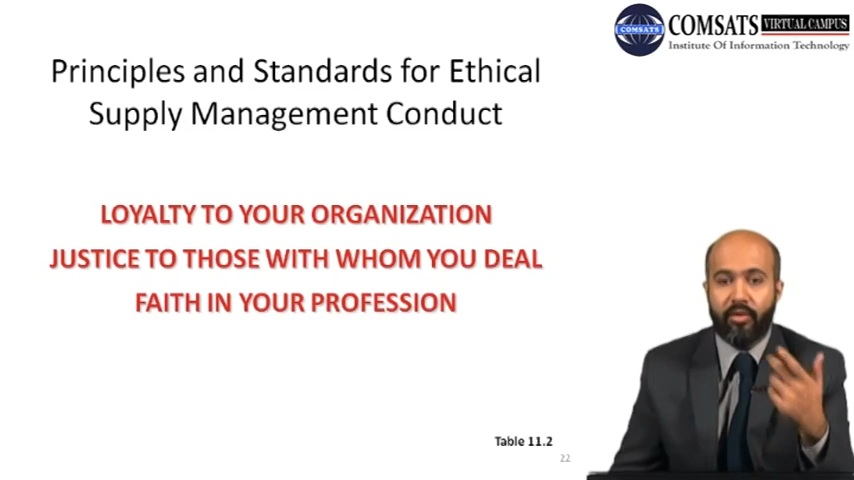 COMSATS VIRTUAL CAMPUS
Institute Of Information Technology
COMSATS
Principles and Standards for Ethical
Supply Management Conduct
LOYALTY TO YOUR ORGANIZATION
JUSTICE TO THOSE WITH WHOM YOU DEAL
FAITH IN YOUR PROFESSION
Table 11.2
22